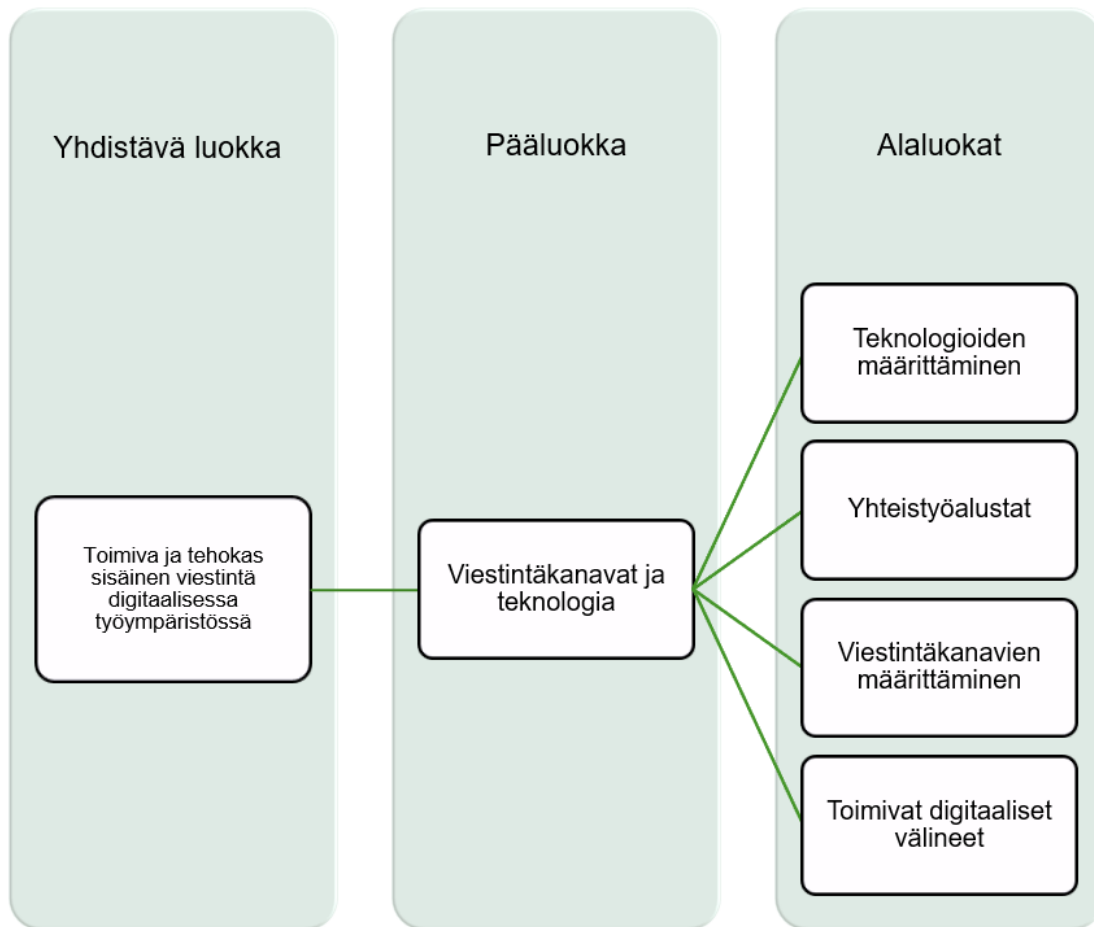 Yhdistävä luokka
Pääluokka
Alaluokat
Toimiva ja tehokas
sisäinen viestintä
digitaalisessa
työympäristössä
Viestintäkanavat ja
teknologia
Teknologioiden
määrittäminen
Yhteistyöalustat
Viestintäkanavien
määrittäminen
Toimivat digitaaliset
välineet